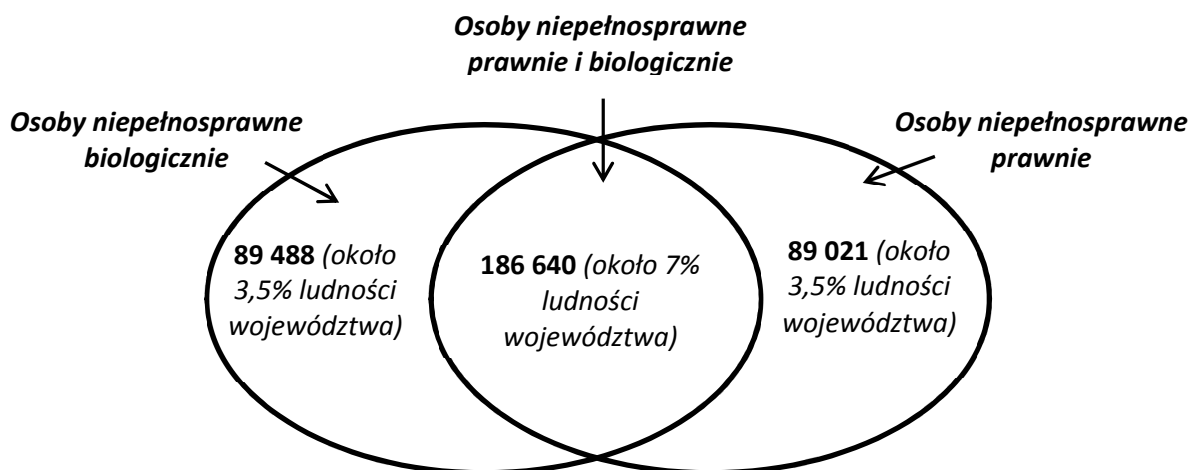 Osoby niepełnosprawne
prawnie i biologicznie
Osoby niepełnosprawne
biologicznie
Osoby niepełnosprawne
prawnie
89 488 (około
3,5% ludności
województwa)
186 640 (około 7%
ludności
województwa)
89 021 (około
3,5% ludności
województwa)